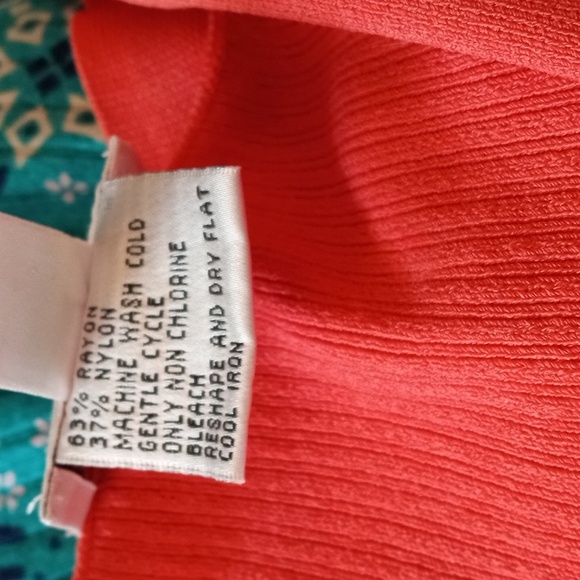 63% RAYON
37% NYLON
MACHINE WASH COLD
GENTLE CYCLE
ONLY NON CHLORINE
BLEACH
RESHAPE AND DRY FLAT
COOL IRON